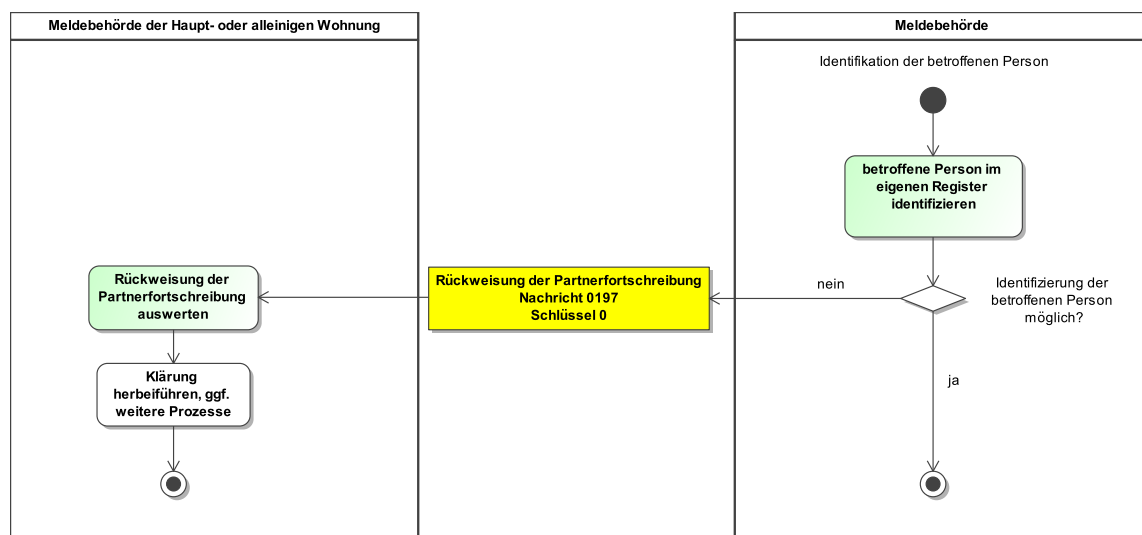 Meldebehörde der Haupt- oder alleinigen Wohnung
Meldebehörde
Identifikation der betroffenen Person
betroffene Person im
eigenen Register
identifizieren
Identifizierung der
betroffenen Person
möglich?
nein
ja
Rückweisung der Partnerfortschreibung
Nachricht 0197
Schlüssel 0
Rückweisung der
Partnerfortschreibung
auswerten
Klärung
herbeiführen, ggf.
weitere Prozesse